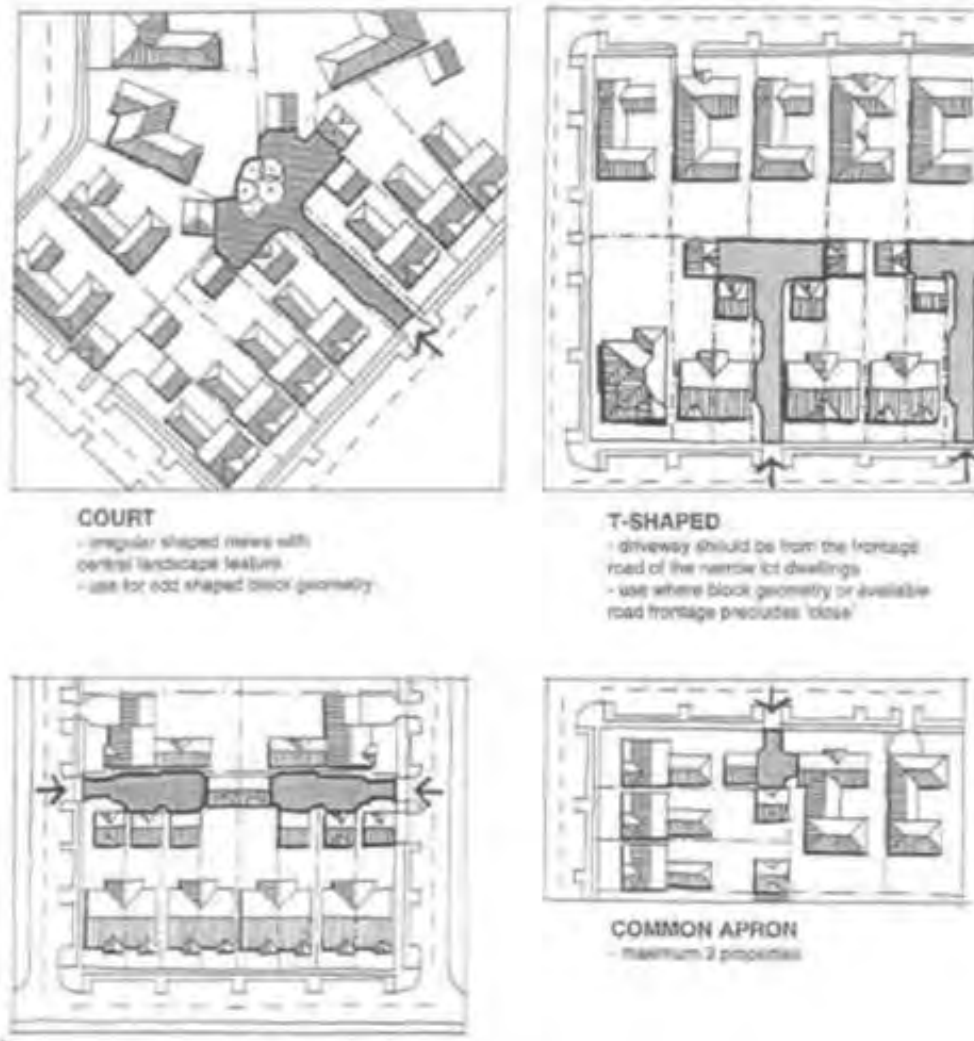 COURT
- irregular shaped mews with
central landscape feature
- use for odd shaped block geometry
T-SHAPED
- driveway should be from the frontage
road of the narrow lot dwellings
- use where block geometry or available
road frontage precludes 'close'
COMMON APRON
- maximum 3 properties